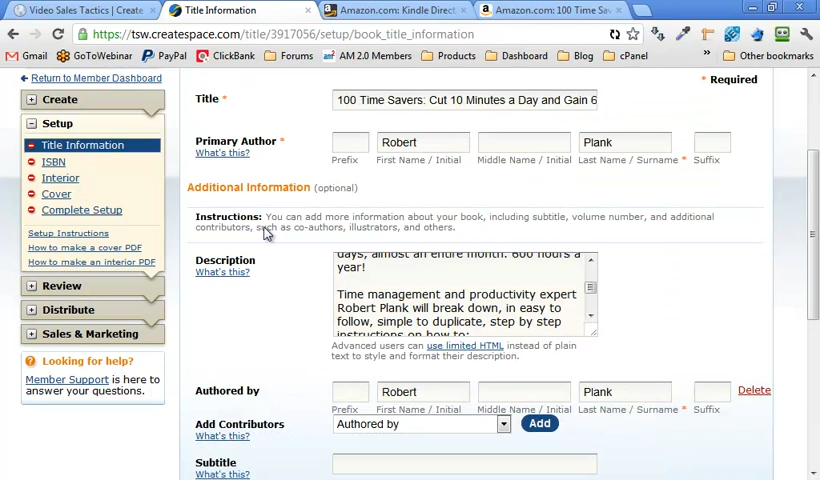 Video Sales Tactics | Create
Title Information
Amazon.com: Kindle Direct
Amazon.com: 100 Time Sav
https://tsw.createspace.com/title/3917056/setup/book_title_information
Gmail
GoToWebinar
PayPal
ClickBank
Forums
AM 2.0 Members
Products
Dashboard
Blog
cPanel
»
Other bookmarks
Return to Member Dashboard
Create
Setup
Title Information
ISBN
Interior
Cover
Complete Setup
Setup Instructions
How to make a cover PDF
How to make an interior PDF
Review
Distribute
Sales & Marketing
Looking for help?
Member Support is here to
answer your questions.
* Required
Title * 100 Time Savers: Cut 10 Minutes a Day and Gain 6
Primary Author * Robert Plank
What's this? Prefix First Name / Initial Middle Name / Initial Last Name / Surname * Suffix
Additional Information (optional)
Instructions: You can add more information about your book, including subtitle, volume number, and additional
contributors, such as co-authors, illustrators, and others.
Description
What's this?
days, almost an entire month. 600 hours a
year!
Time management and productivity expert
Robert Plank will break down, in easy to
follow, simple to duplicate, step by step
instructions on how to:
Advanced users can use limited HTML instead of plain
text to style and format their description.
Authored by Robert Plank Delete
Prefix First Name / Initial Middle Name / Initial Last Name / Surname * Suffix
Add Contributors Authored by Add
What's this?
Subtitle
What's this?